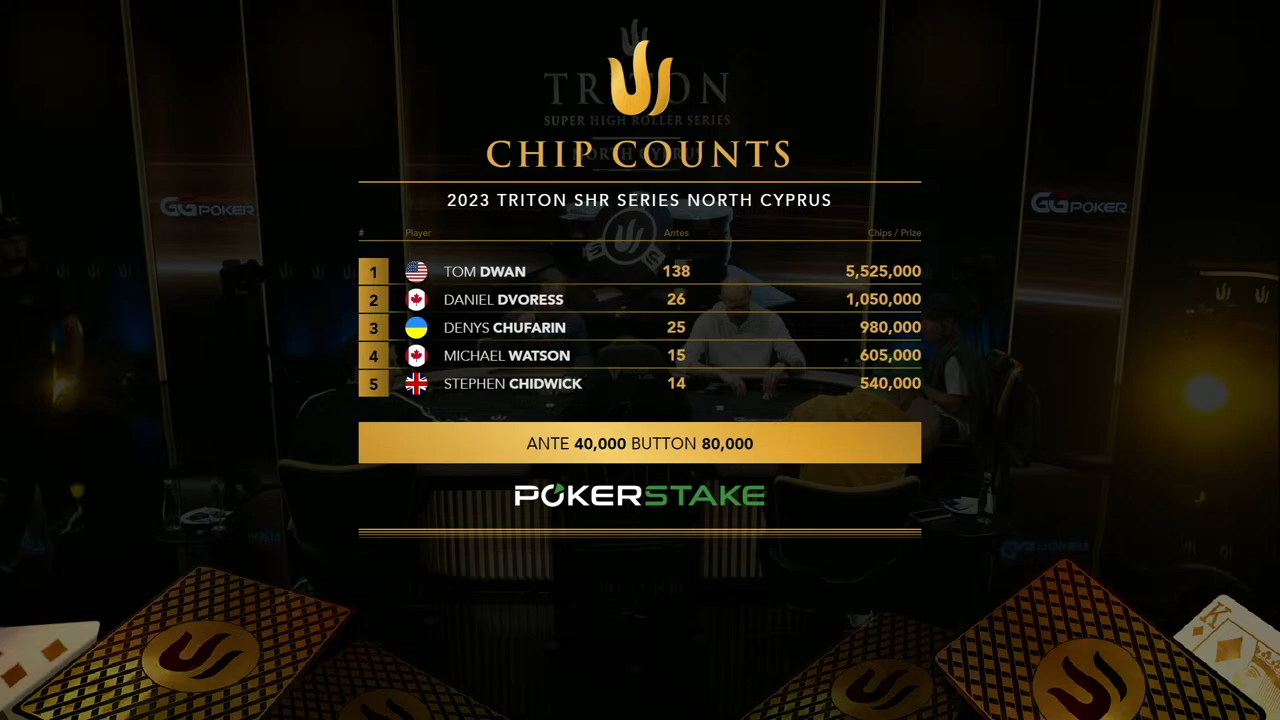 TRITON
SUPER HIGH ROLLER SERIES
NORTH CYPRUS
CHIP COUNTS
2023 TRITON SHR SERIES NORTH CYPRUS
GGPOKER
GGPOKER
# Player Antes Chips / Prize
1 TOM DWAN 138 5,525,000
2 DANIEL DVORESS 26 1,050,000
3 DENYS CHUFARIN 25 980,000
4 MICHAEL WATSON 15 605,000
5 STEPHEN CHIDWICK 14 540,000
ANTE 40,000 BUTTON 80,000
POKERSTAKE
K